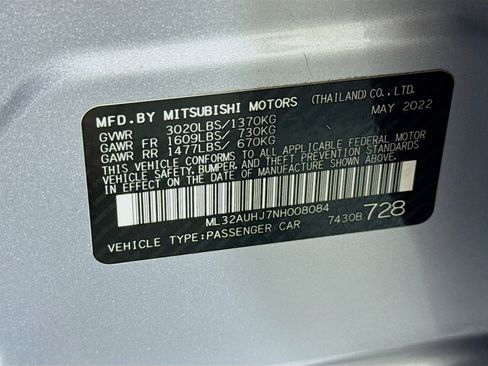 MFD.BY MITSUBISHI MOTORS (THAILAND) CO., LTD.
MAY 2022
GVWR 3020LBS/1370KG
GAWR FR 1609LBS/ 730KG
GAWR RR 1477LBS/ 670KG
THIS VEHICLE CONFORMS TO ALL APPLICABLE FEDERAL MOTOR VEHICLE
SAFETY, BUMPER, AND THEFT PREVENTION STANDARDS
IN EFFECT ON THE DATE OF MANUFACTURE SHOWN ABOVE.
ML32AUHJ7NH008084
VEHICLE TYPE:PASSENGER CAR 7430B 728